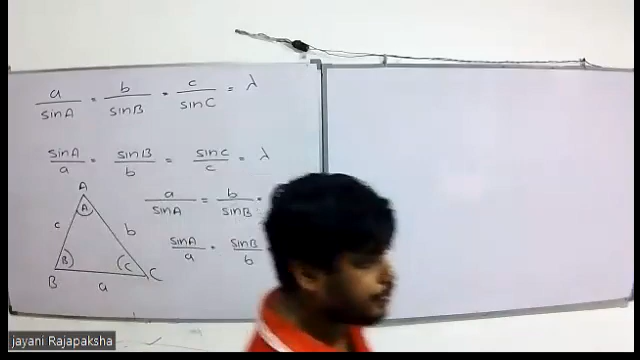 a/sinA = b/sinB = c/sinC = λ
sinA/a = sinB/b = sinC/c = λ
A
A
c
b
a/sinA = b/sinB =
sinA/a = sinB/b
B
C
B
a
C
jayani Rajapaksha